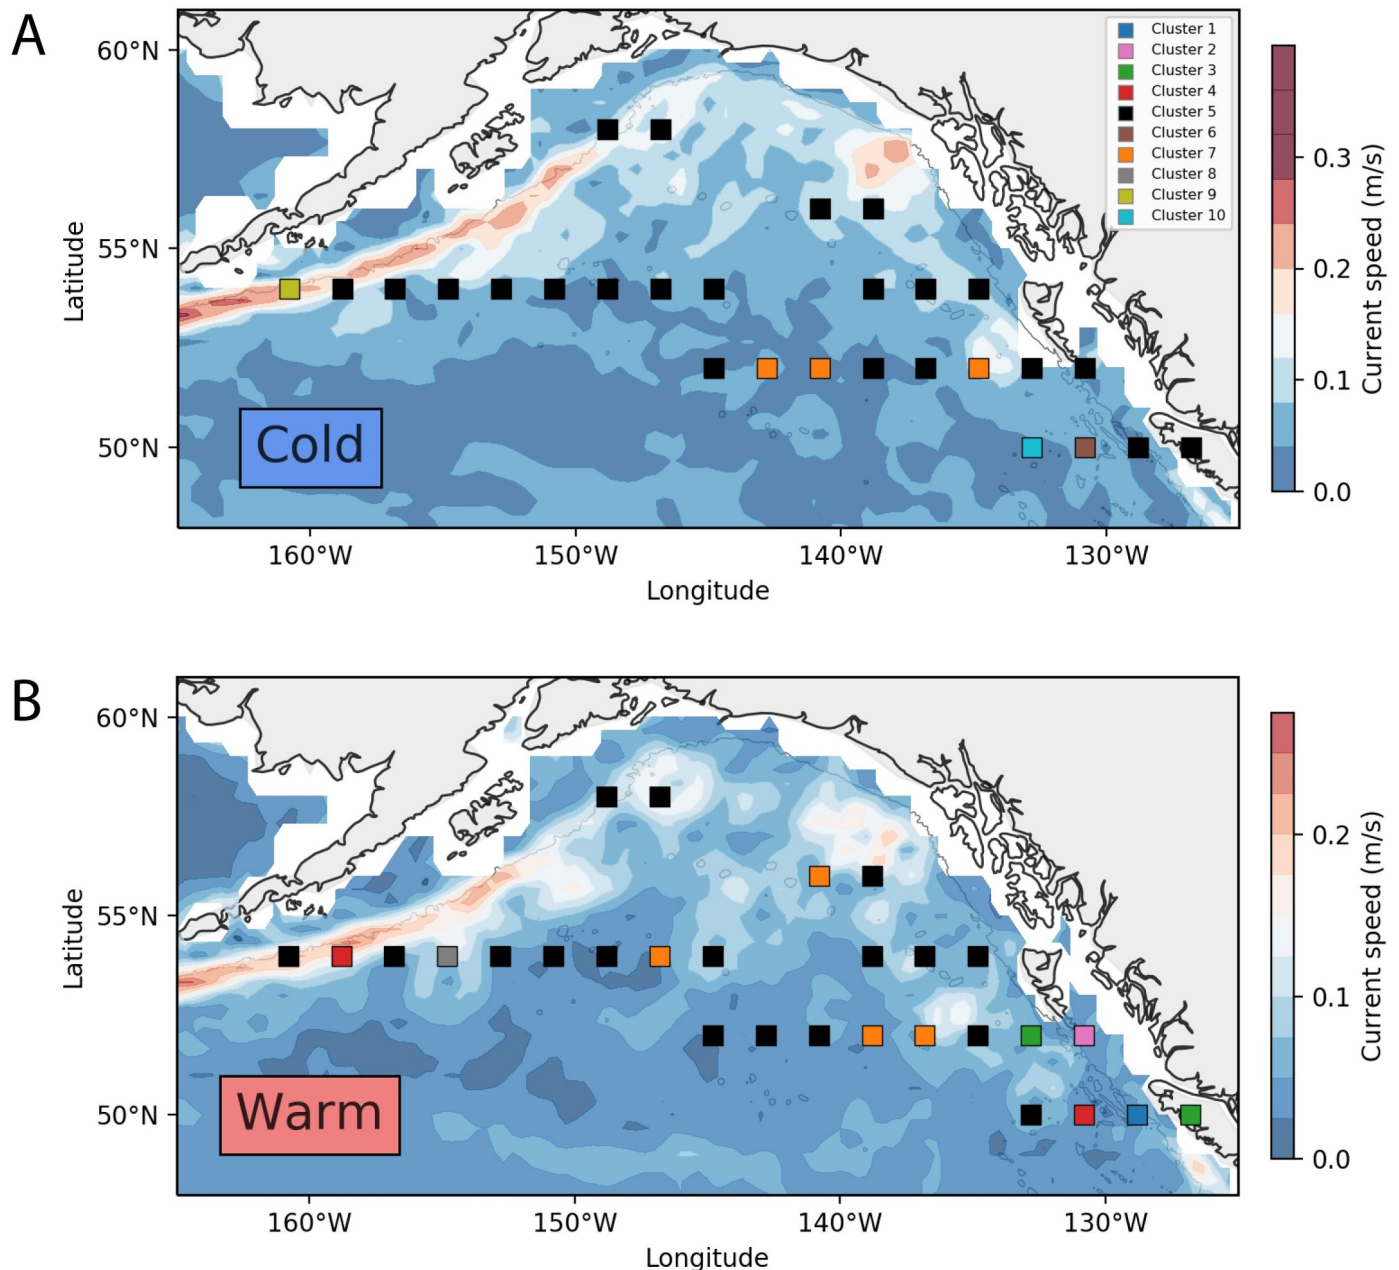 A
60°N
55°N
50°N
Latitude
160°W
150°W
140°W
130°W
Longitude
Cold
Cluster 1
Cluster 2
Cluster 3
Cluster 4
Cluster 5
Cluster 6
Cluster 7
Cluster 8
Cluster 9
Cluster 10
0.3
0.2
0.1
0.0
Current speed (m/s)
B
60°N
55°N
50°N
Latitude
160°W
150°W
140°W
130°W
Longitude
Warm
0.2
0.1
0.0
Current speed (m/s)